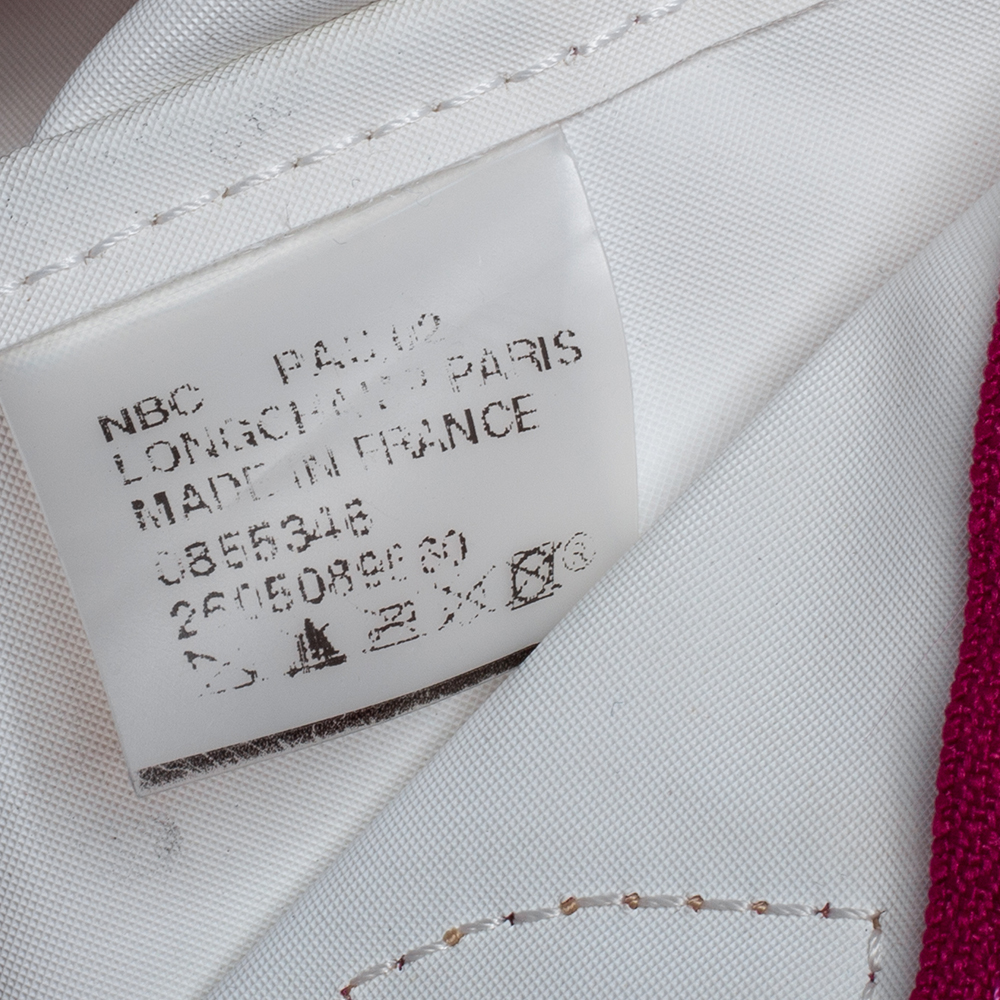 NBC
LONGCHAMP PARIS
MADE IN FRANCE
0855346